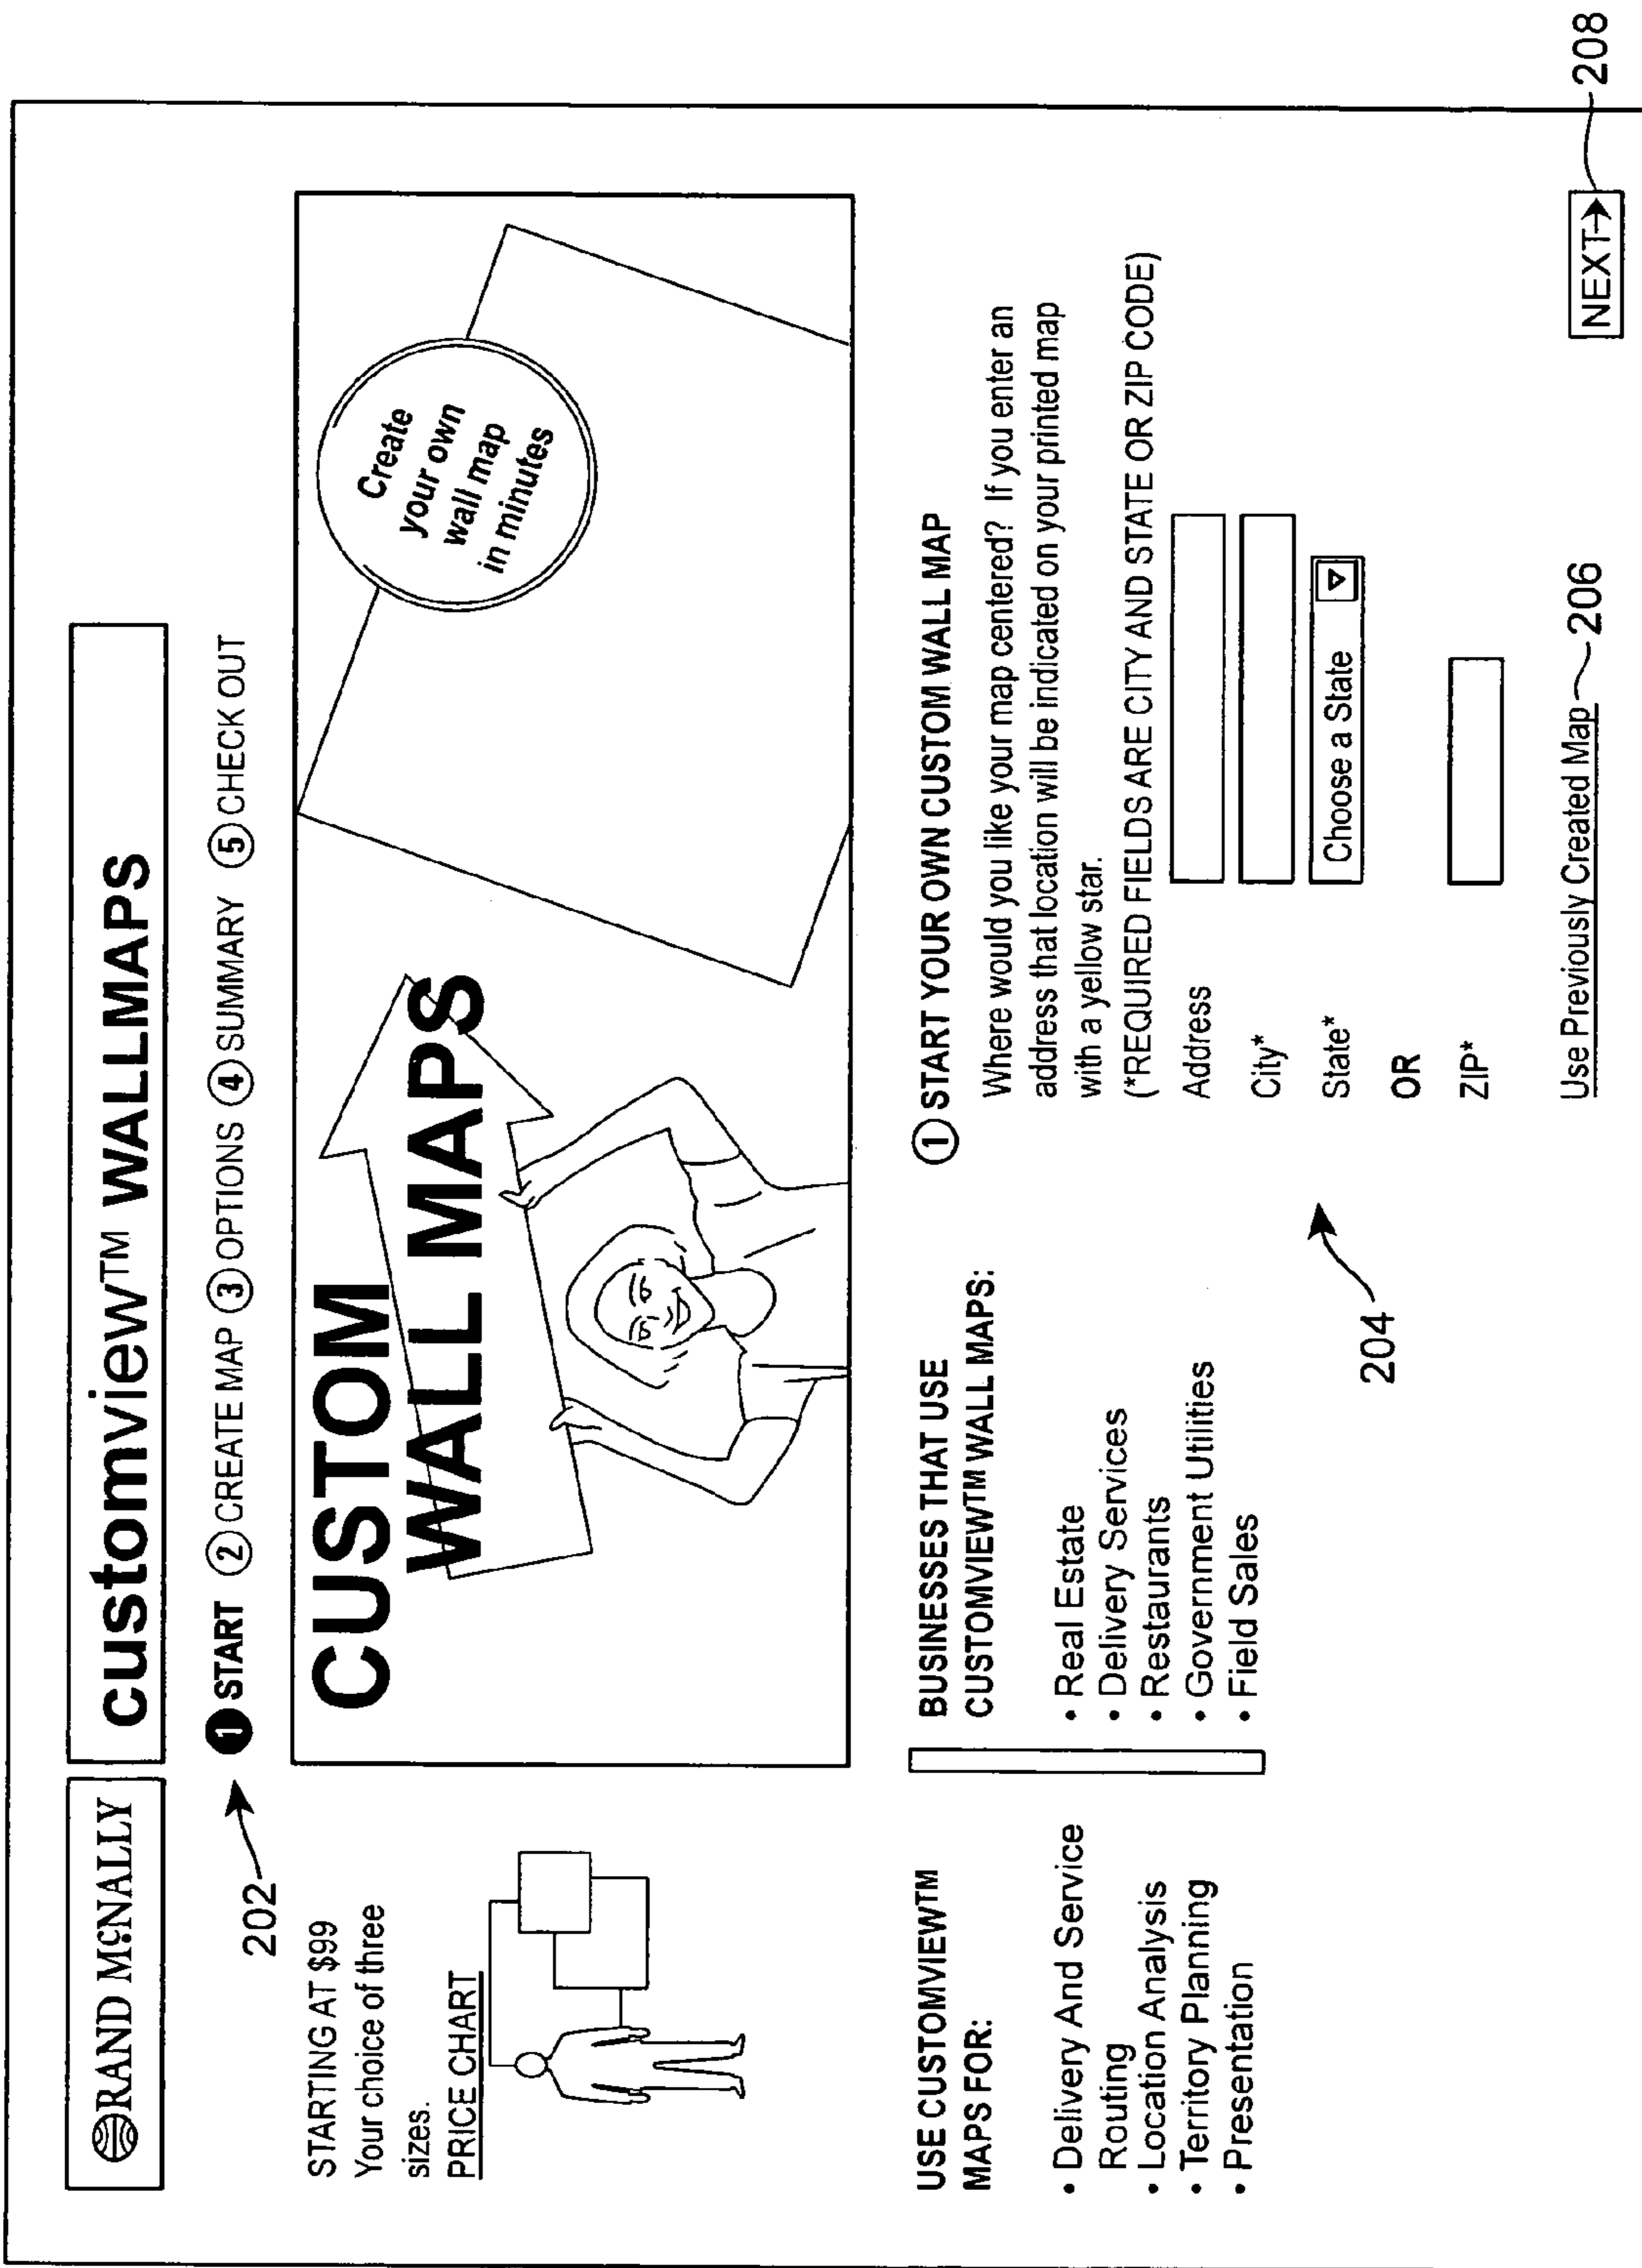 RAND McNALLY
customview™ WALLMAPS
202
1 START 2 CREATE MAP 3 OPTIONS 4 SUMMARY 5 CHECK OUT
STARTING AT $99
Your choice of three
sizes.
PRICE CHART
CUSTOM
WALL MAPS
Create
your own
wall map
in minutes
USE CUSTOMVIEW™
MAPS FOR:
• Delivery And Service
Routing
• Location Analysis
• Territory Planning
• Presentation
BUSINESSES THAT USE
CUSTOMVIEW™ WALL MAPS:
• Real Estate
• Delivery Services
• Restaurants
• Government Utilities
• Field Sales
204
1 START YOUR OWN CUSTOM WALL MAP
Where would you like your map centered? If you enter an
address that location will be indicated on your printed map
with a yellow star.
(*REQUIRED FIELDS ARE CITY AND STATE OR ZIP CODE)
Address
City*
State* Choose a State
OR
ZIP*
Use Previously Created Map 206
NEXT 208